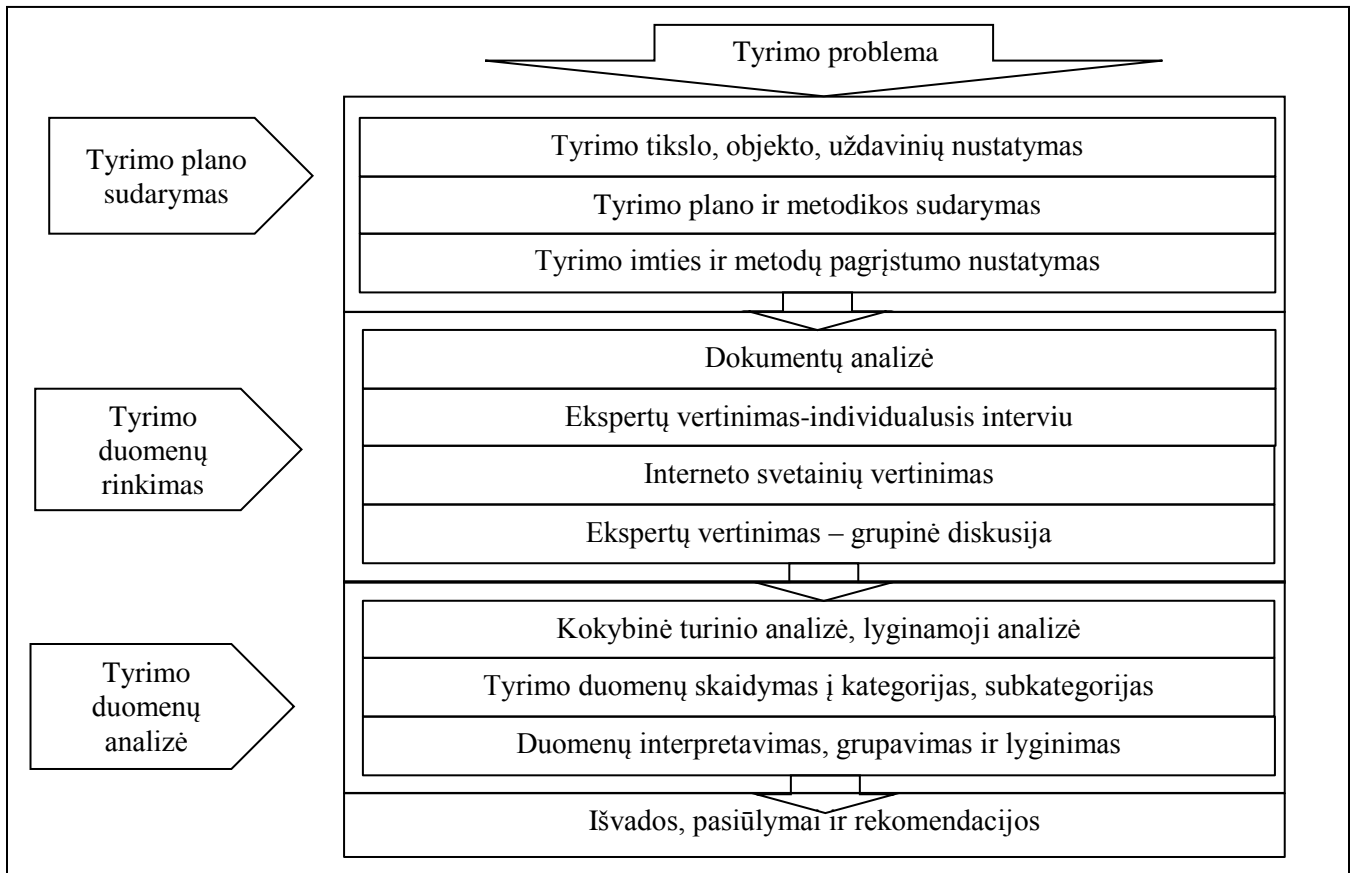 Tyrimo problema
Tyrimo plano
sudarymas
Tyrimo tikslo, objekto, uždavinių nustatymas
Tyrimo plano ir metodikos sudarymas
Tyrimo imties ir metodų pagrįstumo nustatymas
Tyrimo
duomenų
rinkimas
Dokumentų analizė
Ekspertų vertinimas-individualusis interviu
Interneto svetainių vertinimas
Ekspertų vertinimas – grupinė diskusija
Tyrimo
duomenų
analizė
Kokybinė turinio analizė, lyginamoji analizė
Tyrimo duomenų skaidymas į kategorijas, subkategorijas
Duomenų interpretavimas, grupavimas ir lyginimas
Išvados, pasiūlymai ir rekomendacijos